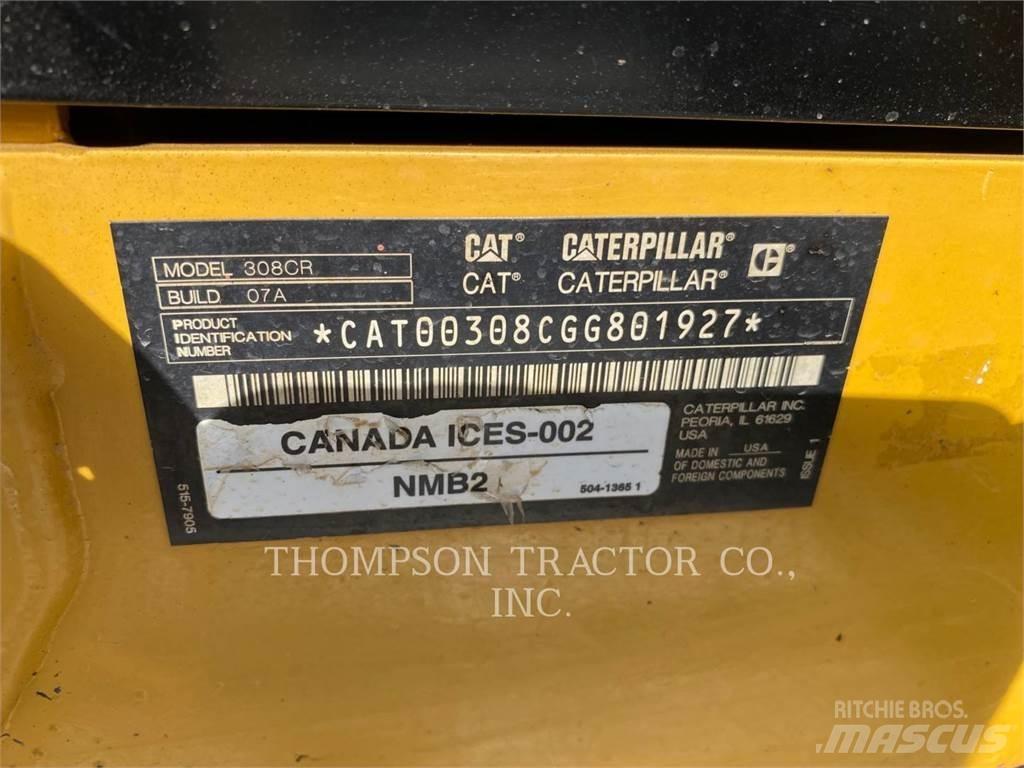 MODEL 308CR
BUILD 07A
CAT® CATERPILLAR® C®
CAT® CATERPILLAR®
PRODUCT
IDENTIFICATION
NUMBER
*CAT00308CGG801927*
CANADA ICES-002
NMB2
504-1365 1
CATERPILLAR INC.
PEORIA, IL 61629
USA
MADE IN USA
OF DOMESTIC AND
FOREIGN COMPONENTS
ISSUE 1
515-7905
THOMPSON TRACTOR CO.,
INC.
RITCHIE BROS.
MASCUS